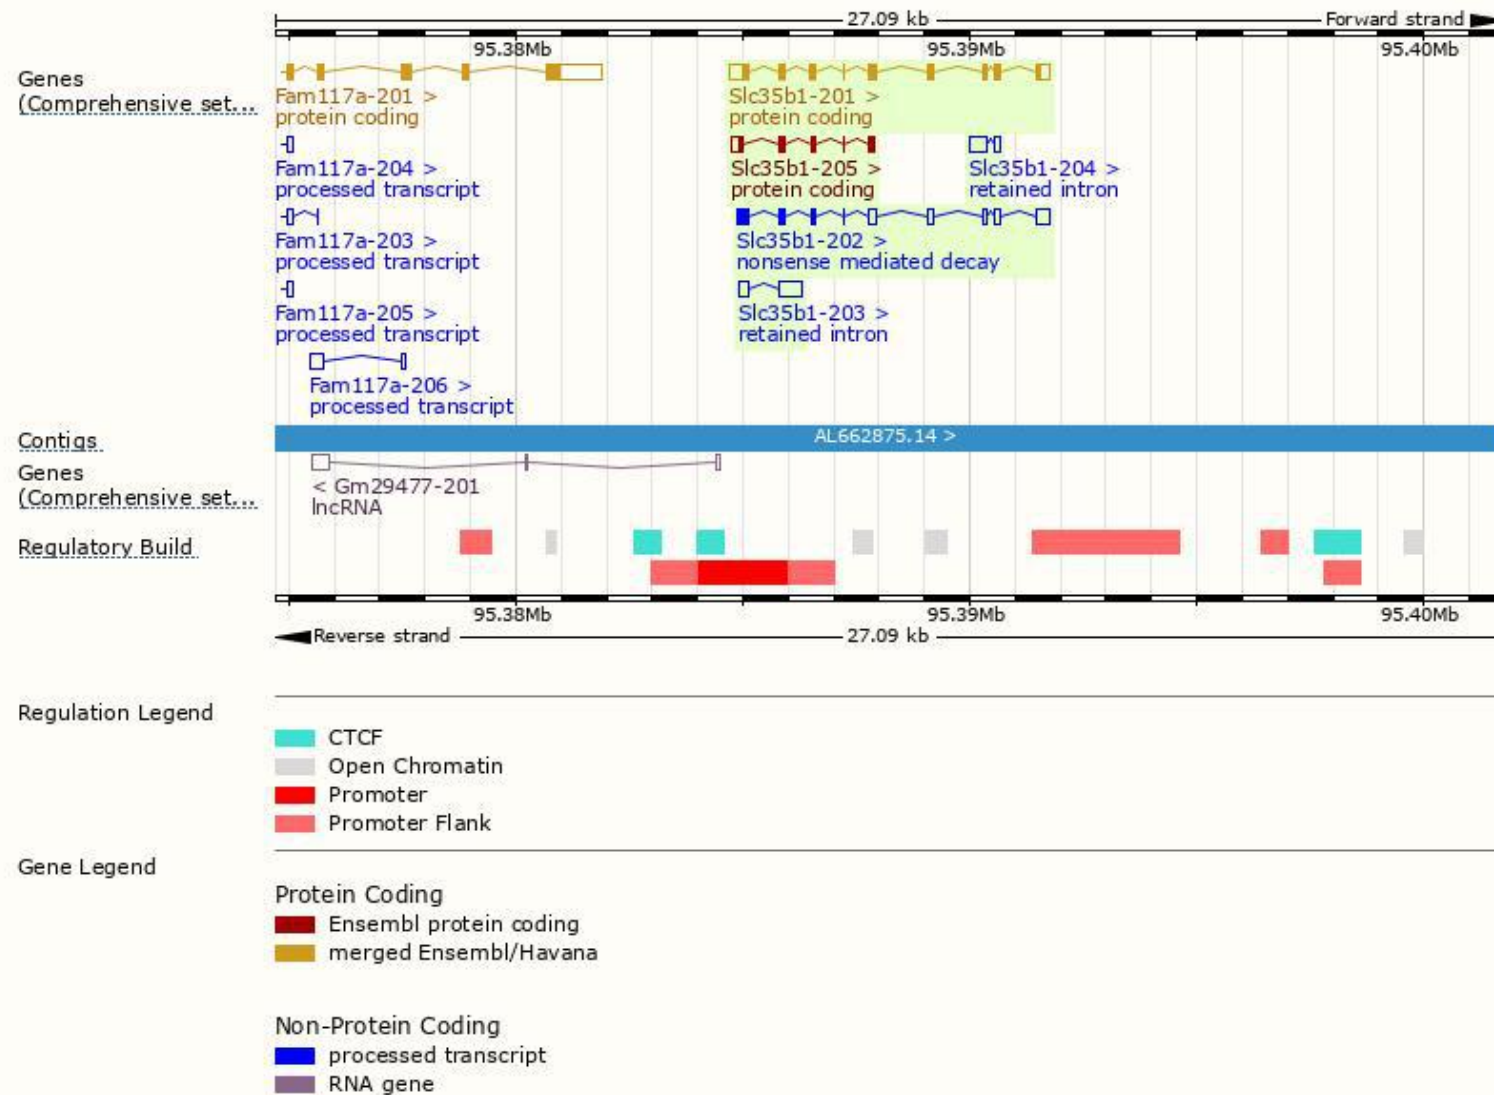 27.09 kb Forward strand
95.38Mb 95.39Mb 95.40Mb
Genes
(Comprehensive set...
Fam117a-201 > Slc35b1-201 >
protein coding protein coding
Fam117a-204 > Slc35b1-205 > Slc35b1-204 >
processed transcript protein coding retained intron
Fam117a-203 > Slc35b1-202 >
processed transcript nonsense mediated decay
Fam117a-205 > Slc35b1-203 >
processed transcript retained intron
Fam117a-206 >
processed transcript
Contigs AL662875.14 >
Genes
(Comprehensive set...
< Gm29477-201
lncRNA
Regulatory Build
95.38Mb 95.39Mb 95.40Mb
Reverse strand 27.09 kb
Regulation Legend
CTCF
Open Chromatin
Promoter
Promoter Flank
Gene Legend
Protein Coding
Ensembl protein coding
merged Ensembl/Havana
Non-Protein Coding
processed transcript
RNA gene